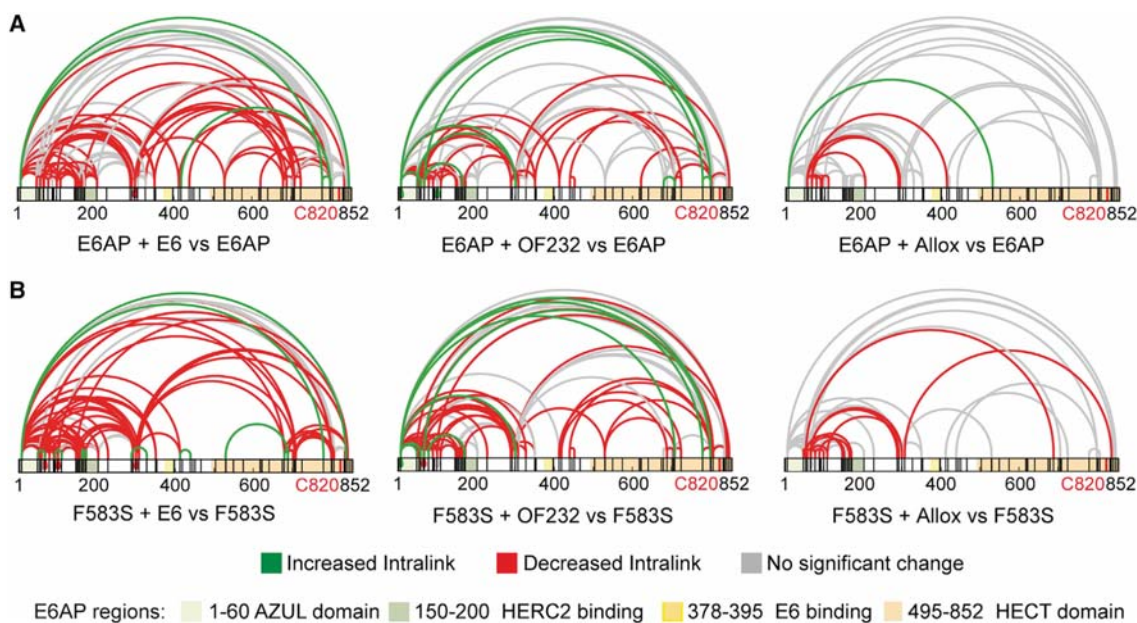 A
1 200 400 600 C820 852
E6AP + E6 vs E6AP
1 200 400 600 C820 852
E6AP + OF232 vs E6AP
1 200 400 600 C820 852
E6AP + Allox vs E6AP
B
1 200 400 600 C820 852
F583S + E6 vs F583S
1 200 400 600 C820 852
F583S + OF232 vs F583S
1 200 400 600 C820 852
F583S + Allox vs F583S
Increased Intralink Decreased Intralink No significant change
E6AP regions: 1-60 AZUL domain 150-200 HERC2 binding 378-395 E6 binding 495-852 HECT domain